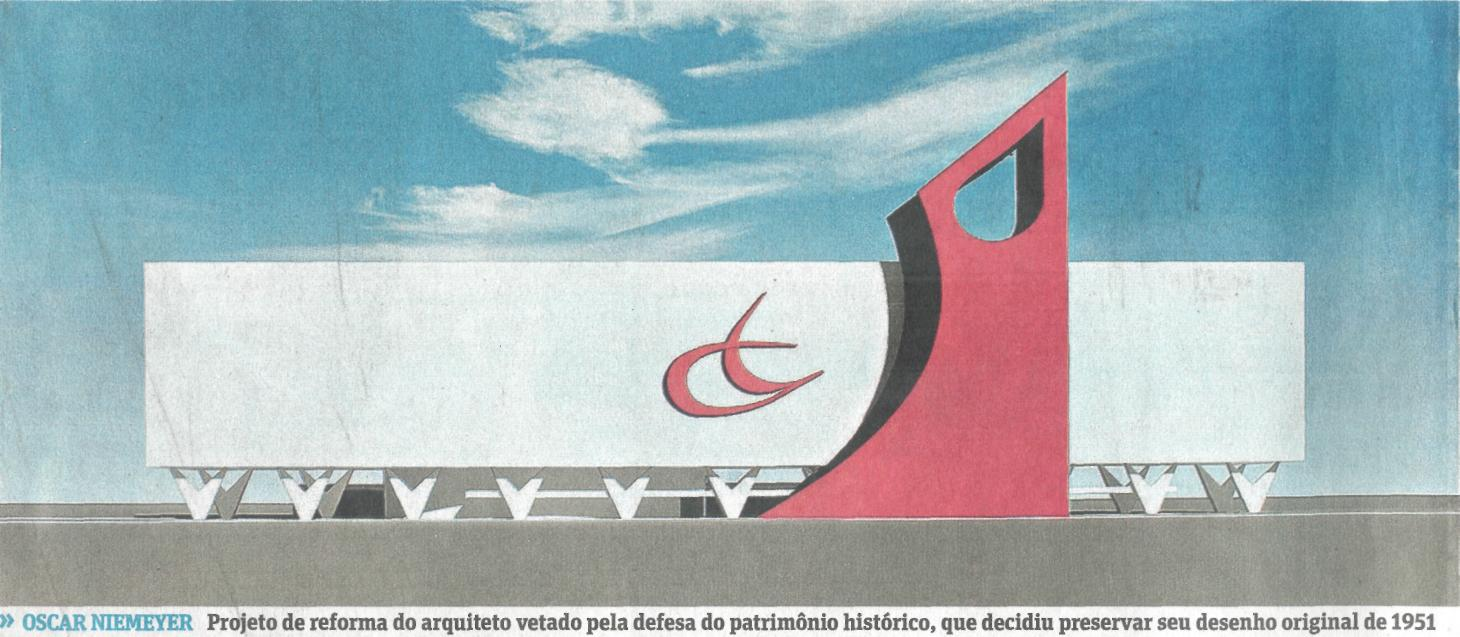 » OSCAR NIEMEYER Projeto de reforma do arquiteto vetado pela defesa do patrimônio histórico, que decidiu preservar seu desenho original de 1951